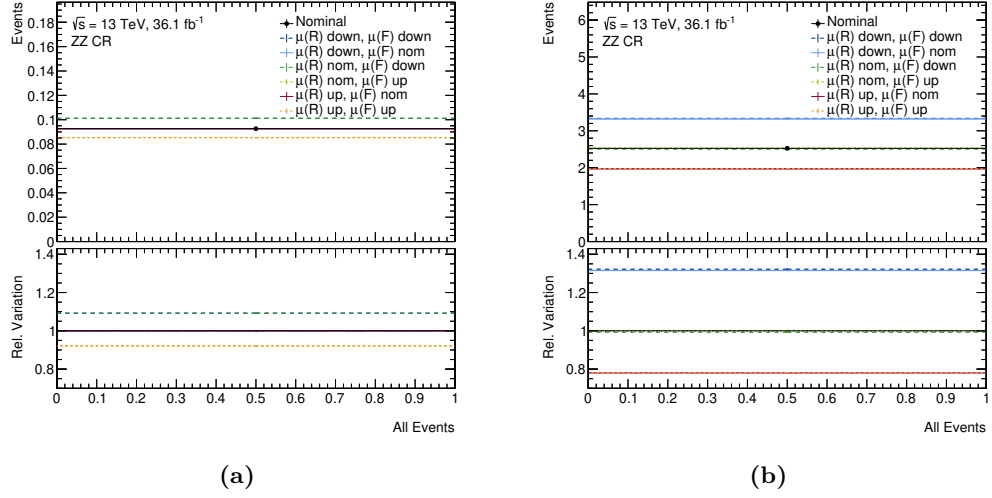 Events
√s = 13 TeV, 36.1 fb⁻¹
ZZ CR
Nominal
μ(R) down, μ(F) down
μ(R) down, μ(F) nom
μ(R) nom, μ(F) down
μ(R) nom, μ(F) up
μ(R) up, μ(F) nom
μ(R) up, μ(F) up
0.18
0.16
0.14
0.12
0.1
0.08
0.06
0.04
0.02
0
Rel. Variation
1.4
1.2
1
0.8
0 0.1 0.2 0.3 0.4 0.5 0.6 0.7 0.8 0.9 1
All Events
(a)
Events
√s = 13 TeV, 36.1 fb⁻¹
ZZ CR
Nominal
μ(R) down, μ(F) down
μ(R) down, μ(F) nom
μ(R) nom, μ(F) down
μ(R) nom, μ(F) up
μ(R) up, μ(F) nom
μ(R) up, μ(F) up
6
5
4
3
2
1
0
Rel. Variation
1.4
1.2
1
0.8
0 0.1 0.2 0.3 0.4 0.5 0.6 0.7 0.8 0.9 1
All Events
(b)